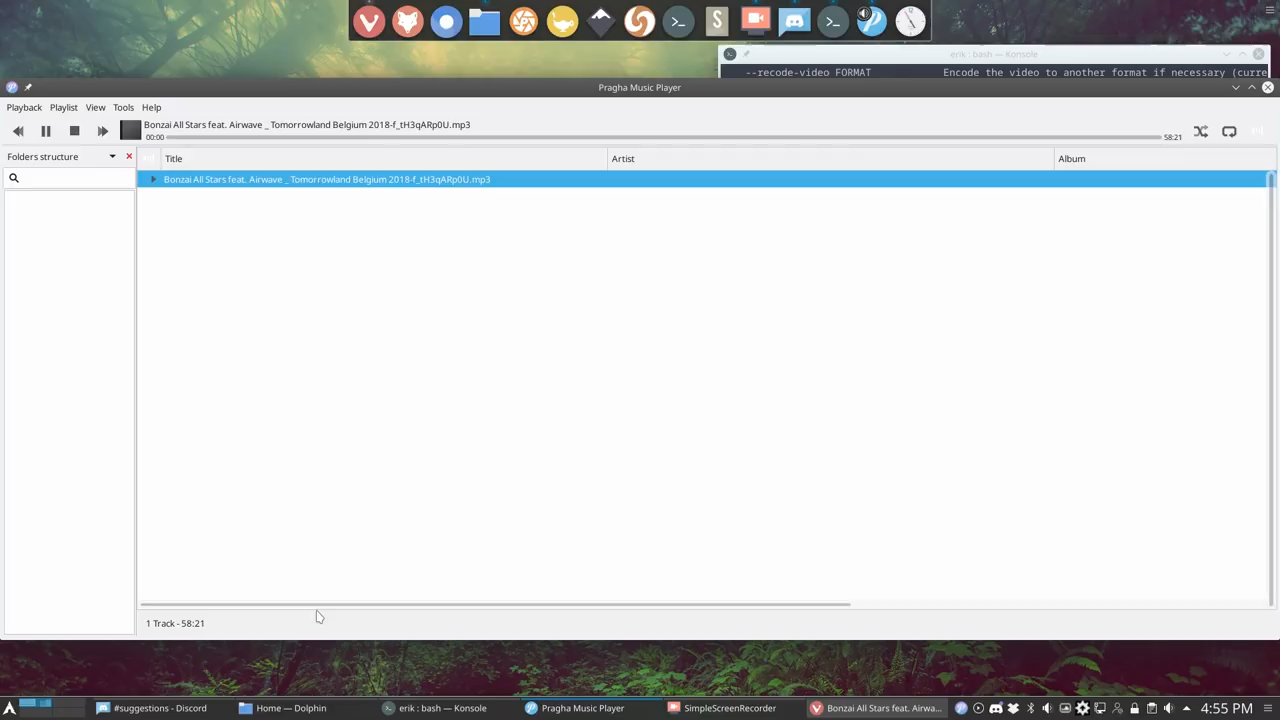 erik : bash — Konsole
--recode-video FORMAT Encode the video to another format if necessary (curre
Pragha Music Player
Playback Playlist View Tools Help
Bonzai All Stars feat. Airwave _ Tomorrowland Belgium 2018-f_tH3qARp0U.mp3
00:00 58:21
Folders structure Title Artist Album
Bonzai All Stars feat. Airwave _ Tomorrowland Belgium 2018-f_tH3qARp0U.mp3
1 Track - 58:21
#suggestions - Discord Home — Dolphin erik : bash — Konsole Pragha Music Player SimpleScreenRecorder Bonzai All Stars feat. Airwa... 4:55 PM